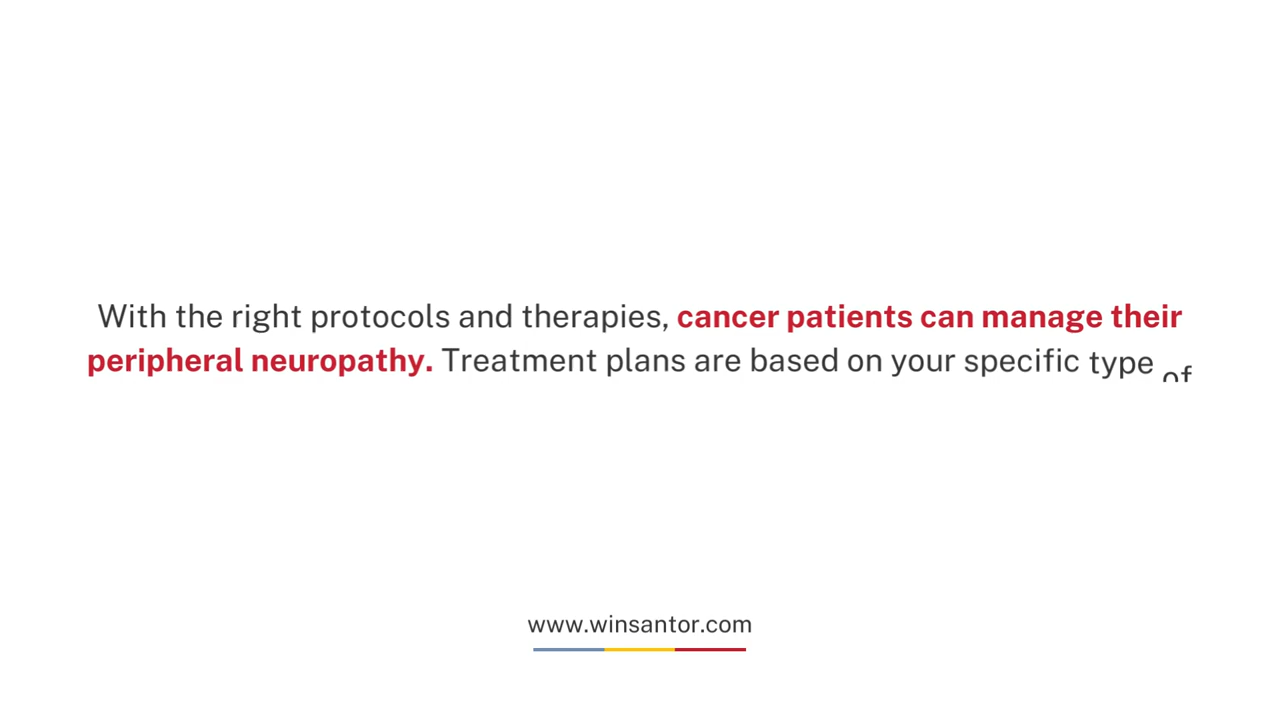 With the right protocols and therapies, cancer patients can manage their
peripheral neuropathy. Treatment plans are based on your specific type of
www.winsantor.com